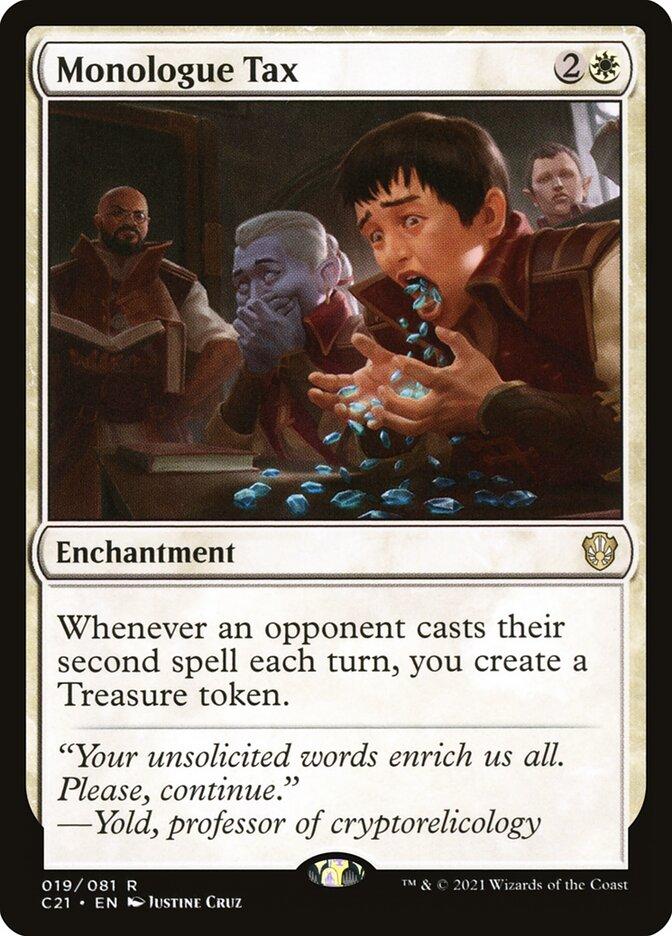 Monologue Tax 2
Enchantment
Whenever an opponent casts their
second spell each turn, you create a
Treasure token.
“Your unsolicited words enrich us all.
Please, continue.”
—Yold, professor of cryptorelicology
019/081 R
C21 • EN Justine Cruz
™ & © 2021 Wizards of the Coast